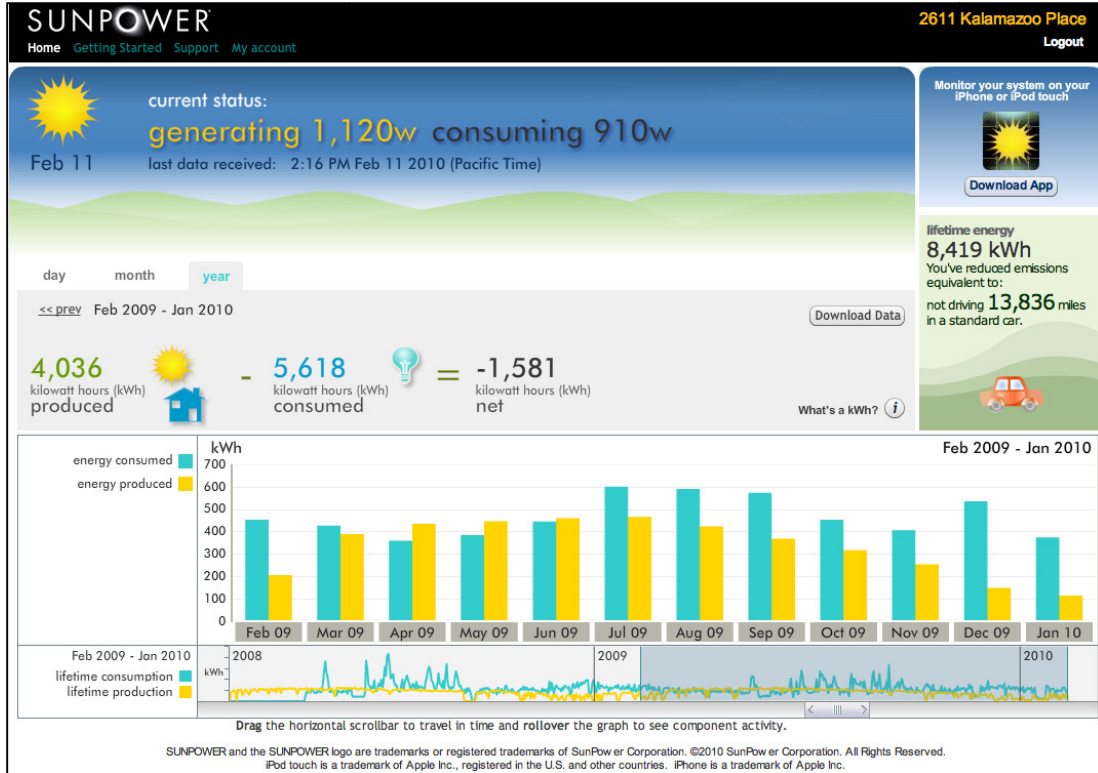 SUNPOWER
2611 Kalamazoo Place
Home Getting Started Support My account
Logout
current status:
generating 1,120w consuming 910w
Feb 11
last data received: 2:16 PM Feb 11 2010 (Pacific Time)
Monitor your system on your
iPhone or iPod touch
Download App
lifetime energy
8,419 kWh
You've reduced emissions
equivalent to:
not driving 13,836 miles
in a standard car.
day month year
<< prev Feb 2009 - Jan 2010
Download Data
4,036
kilowatt hours (kWh)
produced
-
5,618
kilowatt hours (kWh)
consumed
=
-1,581
kilowatt hours (kWh)
net
What's a kWh? i
energy consumed
energy produced
kWh
Feb 2009 - Jan 2010
700
600
500
400
300
200
100
0
Feb 09 Mar 09 Apr 09 May 09 Jun 09 Jul 09 Aug 09 Sep 09 Oct 09 Nov 09 Dec 09 Jan 10
Feb 2009 - Jan 2010
lifetime consumption
lifetime production
kWh
2008 2009 2010
Drag the horizontal scrollbar to travel in time and rollover the graph to see component activity.
SUNPOWER and the SUNPOWER logo are trademarks or registered trademarks of SunPower Corporation. ©2010 SunPower Corporation. All Rights Reserved.
iPod touch is a trademark of Apple Inc., registered in the U.S. and other countries. iPhone is a trademark of Apple Inc.